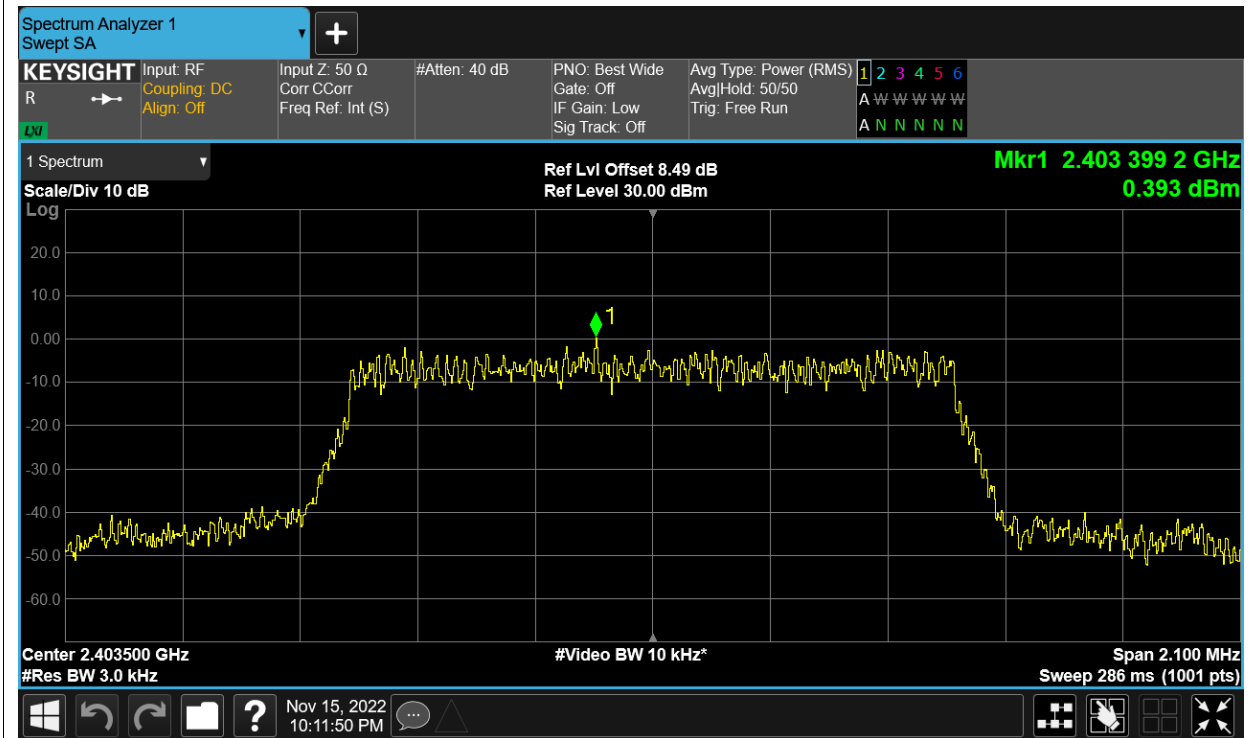 Spectrum Analyzer 1
Swept SA
KEYSIGHT
R
LXI
Input: RF
Coupling: DC
Align: Off
Input Z: 50 Ω
Corr CCorr
Freq Ref: Int (S)
#Atten: 40 dB
PNO: Best Wide
Gate: Off
IF Gain: Low
Sig Track: Off
Avg Type: Power (RMS)
Avg|Hold: 50/50
Trig: Free Run
1 2 3 4 5 6
A W W W W W
A N N N N N
1 Spectrum
Scale/Div 10 dB
Log
Ref Lvl Offset 8.49 dB
Ref Level 30.00 dBm
Mkr1 2.403 399 2 GHz
0.393 dBm
20.0
10.0
0.00
-10.0
-20.0
-30.0
-40.0
-50.0
-60.0
1
Center 2.403500 GHz
#Res BW 3.0 kHz
#Video BW 10 kHz*
Span 2.100 MHz
Sweep 286 ms (1001 pts)
?
Nov 15, 2022
10:11:50 PM